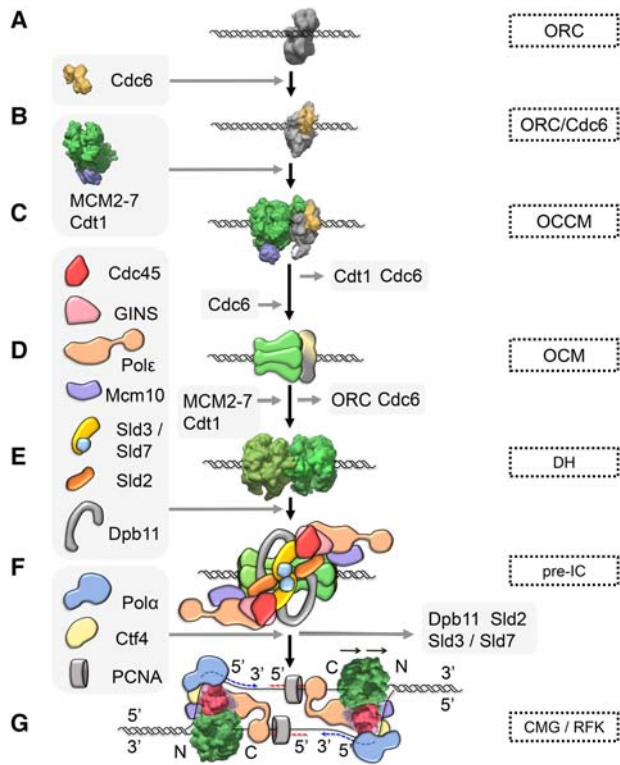 A
ORC
Cdc6
B
ORC/Cdc6
MCM2-7
Cdt1
C
OCCM
Cdc45
Cdt1 Cdc6
GINS
Cdc6
D
Polε
OCM
Mcm10
MCM2-7
Cdt1
ORC Cdc6
Sld3 /
Sld7
E
DH
Sld2
Dpb11
F
pre-IC
Polα
Dpb11 Sld2
Sld3 / Sld7
Ctf4
PCNA
5' 3' 5' C N 3'
5'
G
5'
3'
N C 5' 3' 5'
CMG / RFK